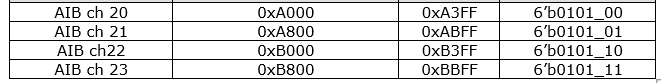 AIB ch 20 0xA000 0xA3FF 6'b0101_00
AIB ch 21 0xA800 0xABFF 6'b0101_01
AIB ch22 0xB000 0xB3FF 6'b0101_10
AIB ch 23 0xB800 0xBBFF 6'b0101_11